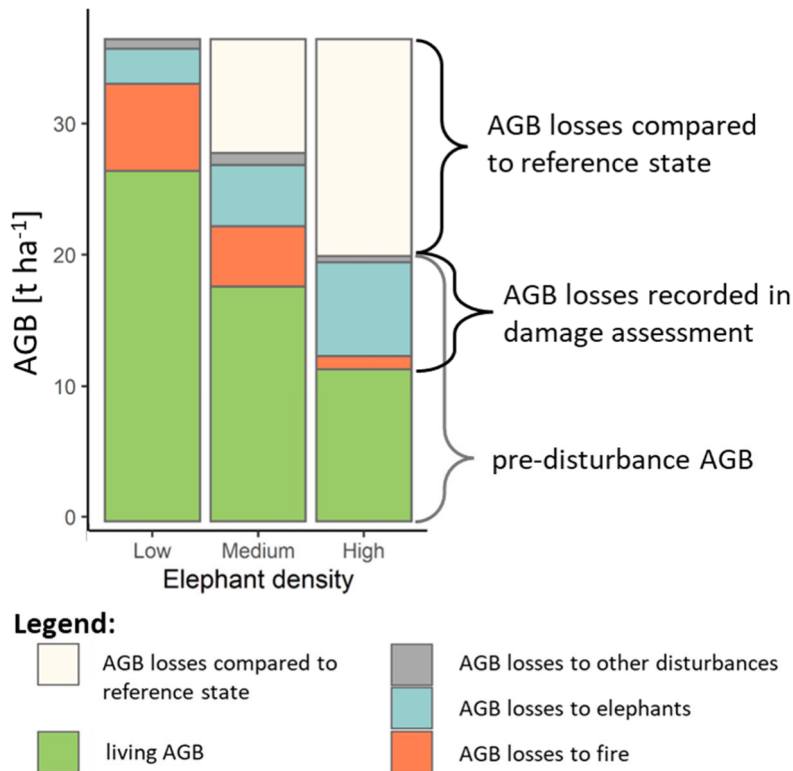 AGB [t ha⁻¹]
30
20
10
0
Low Medium High
Elephant density
AGB losses compared
to reference state
AGB losses recorded in
damage assessment
pre-disturbance AGB
Legend:
AGB losses compared to
reference state
living AGB
AGB losses to other disturbances
AGB losses to elephants
AGB losses to fire